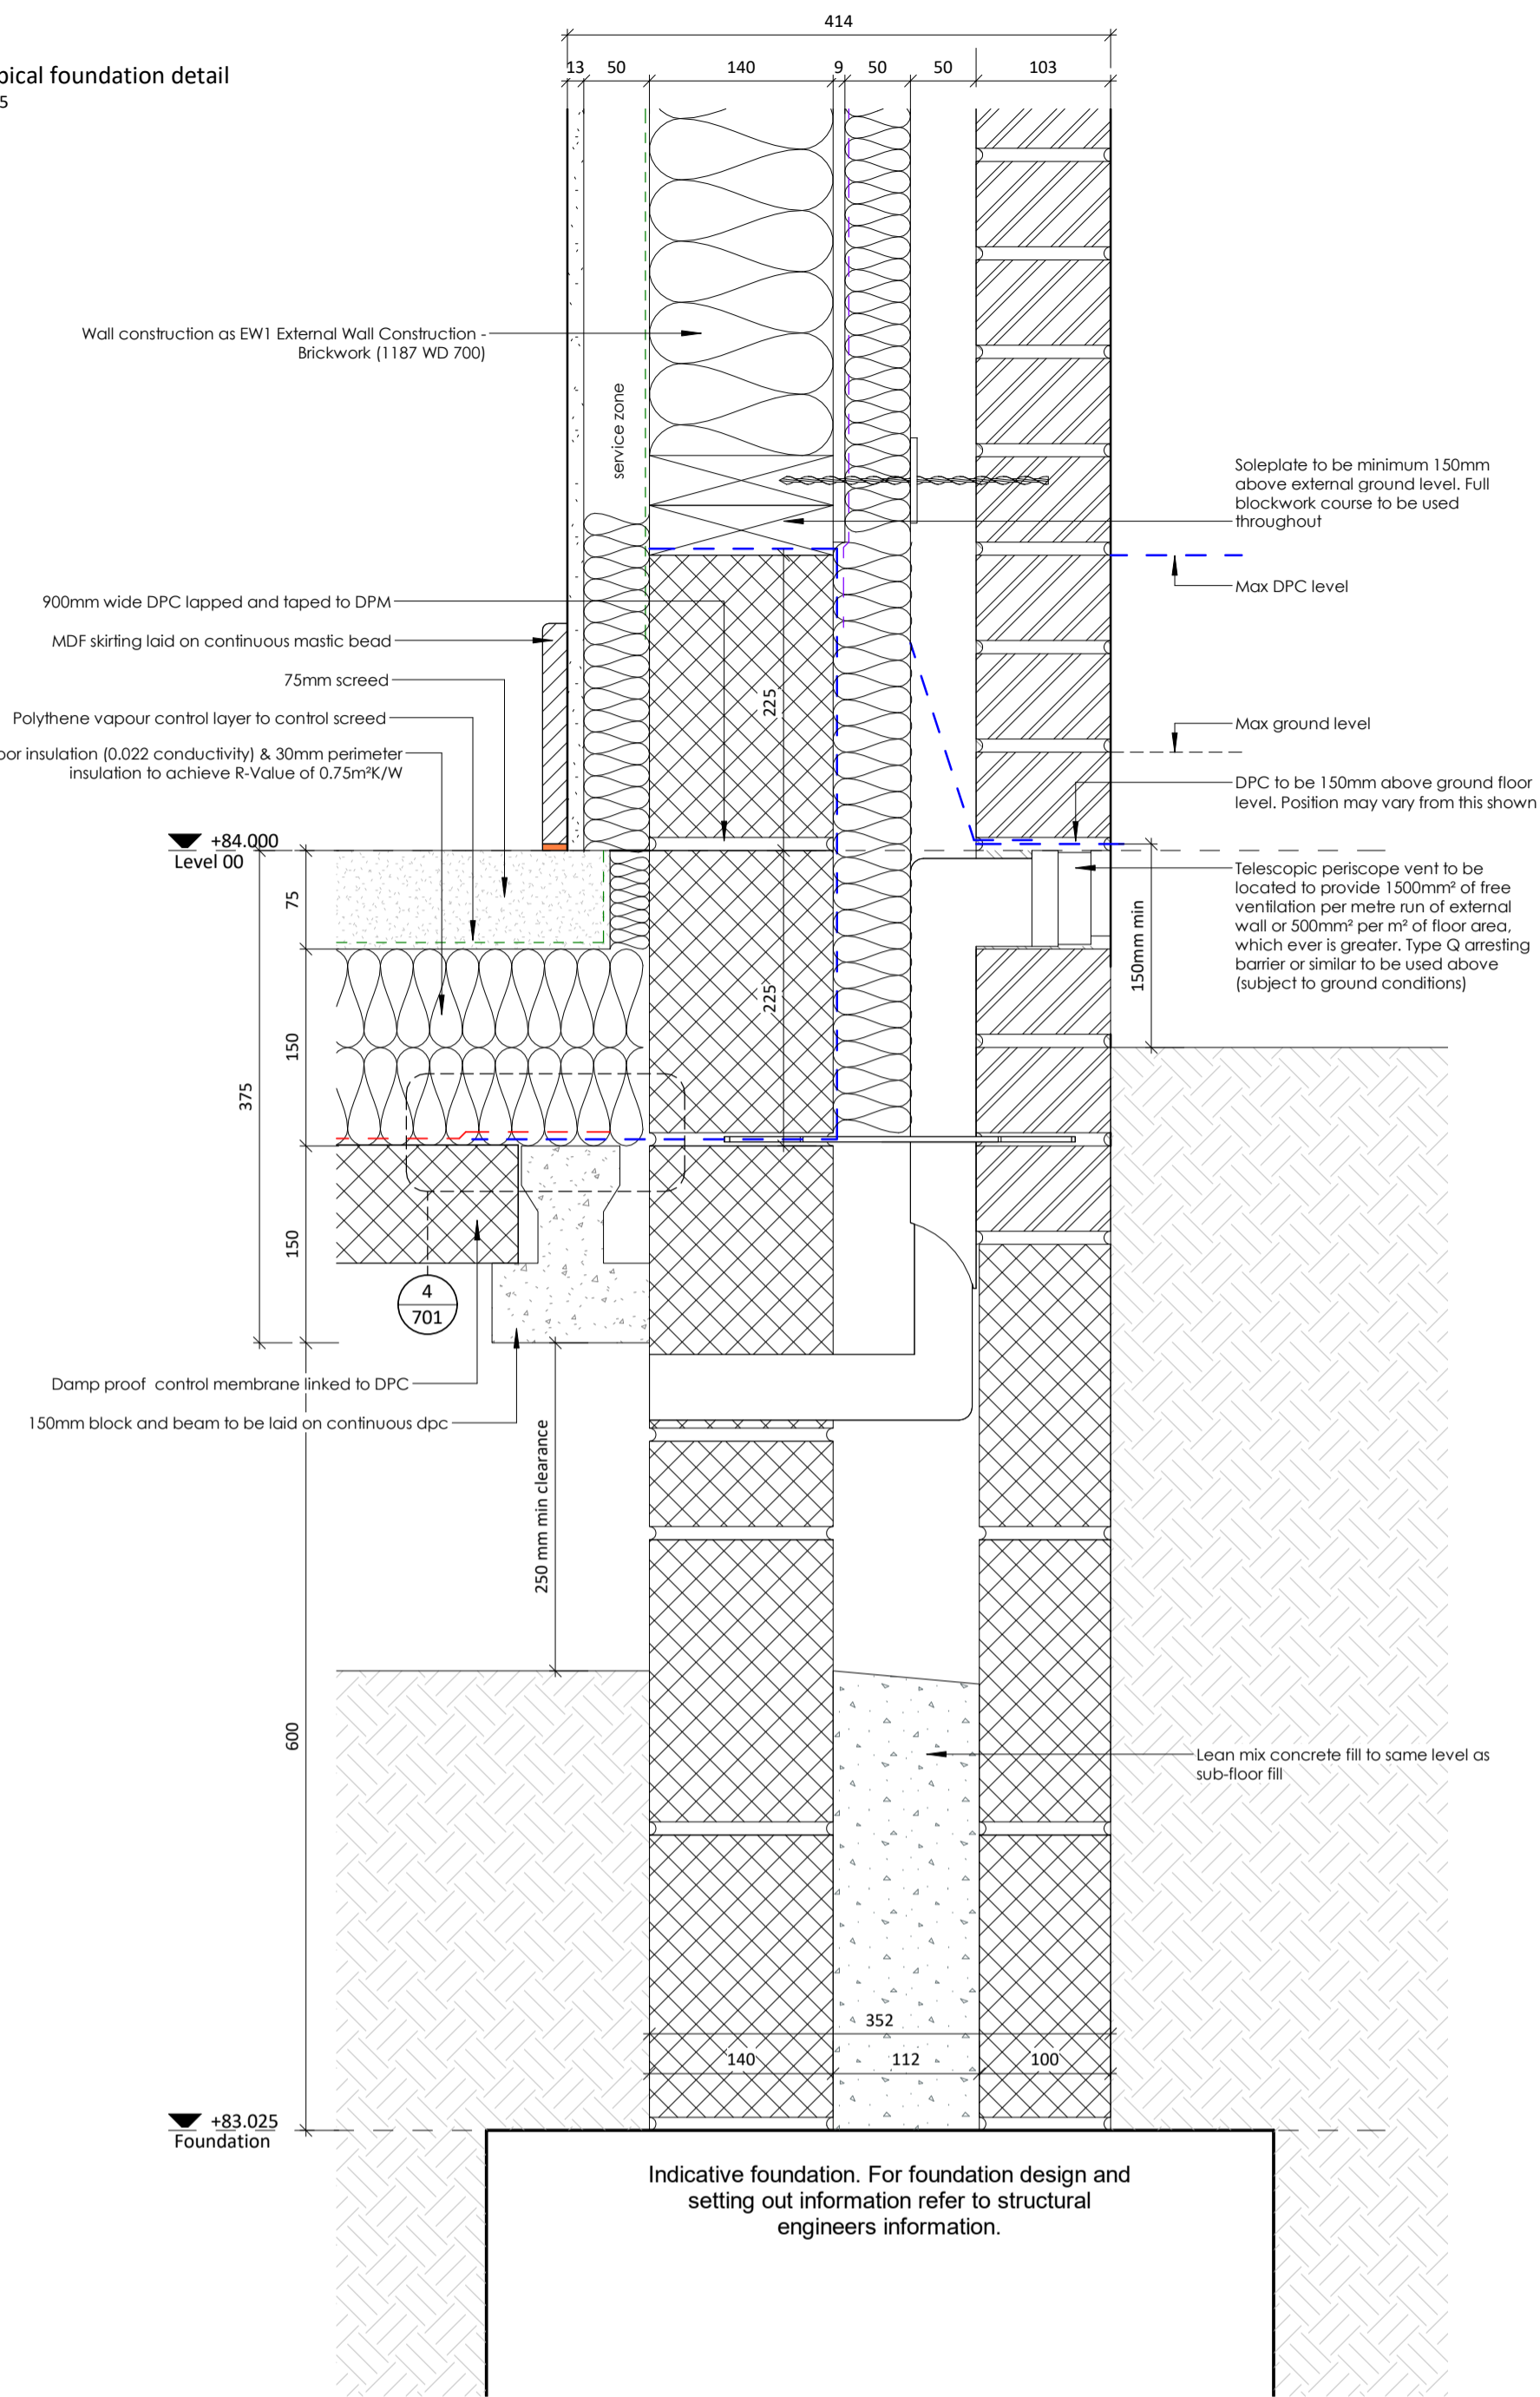 414
13 50 140 9 50 50 103
pical foundation detail
5
Wall construction as EW1 External Wall Construction -
Brickwork (1187 WD 700)
service zone
Soleplate to be minimum 150mm
above external ground level. Full
blockwork course to be used
throughout
Max DPC level
900mm wide DPC lapped and taped to DPM
MDF skirting laid on continuous mastic bead
75mm screed
Polythene vapour control layer to control screed
oor insulation (0.022 conductivity) & 30mm perimeter
insulation to achieve R-Value of 0.75m²K/W
225
Max ground level
DPC to be 150mm above ground floor
level. Position may vary from this shown
+84.000
Level 00
Telescopic periscope vent to be
located to provide 1500mm² of free
ventilation per metre run of external
wall or 500mm² per m² of floor area,
which ever is greater. Type Q arresting
barrier or similar to be used above
(subject to ground conditions)
75
150mm min
225
150
375
150
4
701
Damp proof  control membrane linked to DPC
150mm block and beam to be laid on continuous dpc
250 mm min clearance
600
Lean mix concrete fill to same level as
sub-floor fill
352
140 112 100
+83.025
Foundation
Indicative foundation. For foundation design and
setting out information refer to structural
engineers information.